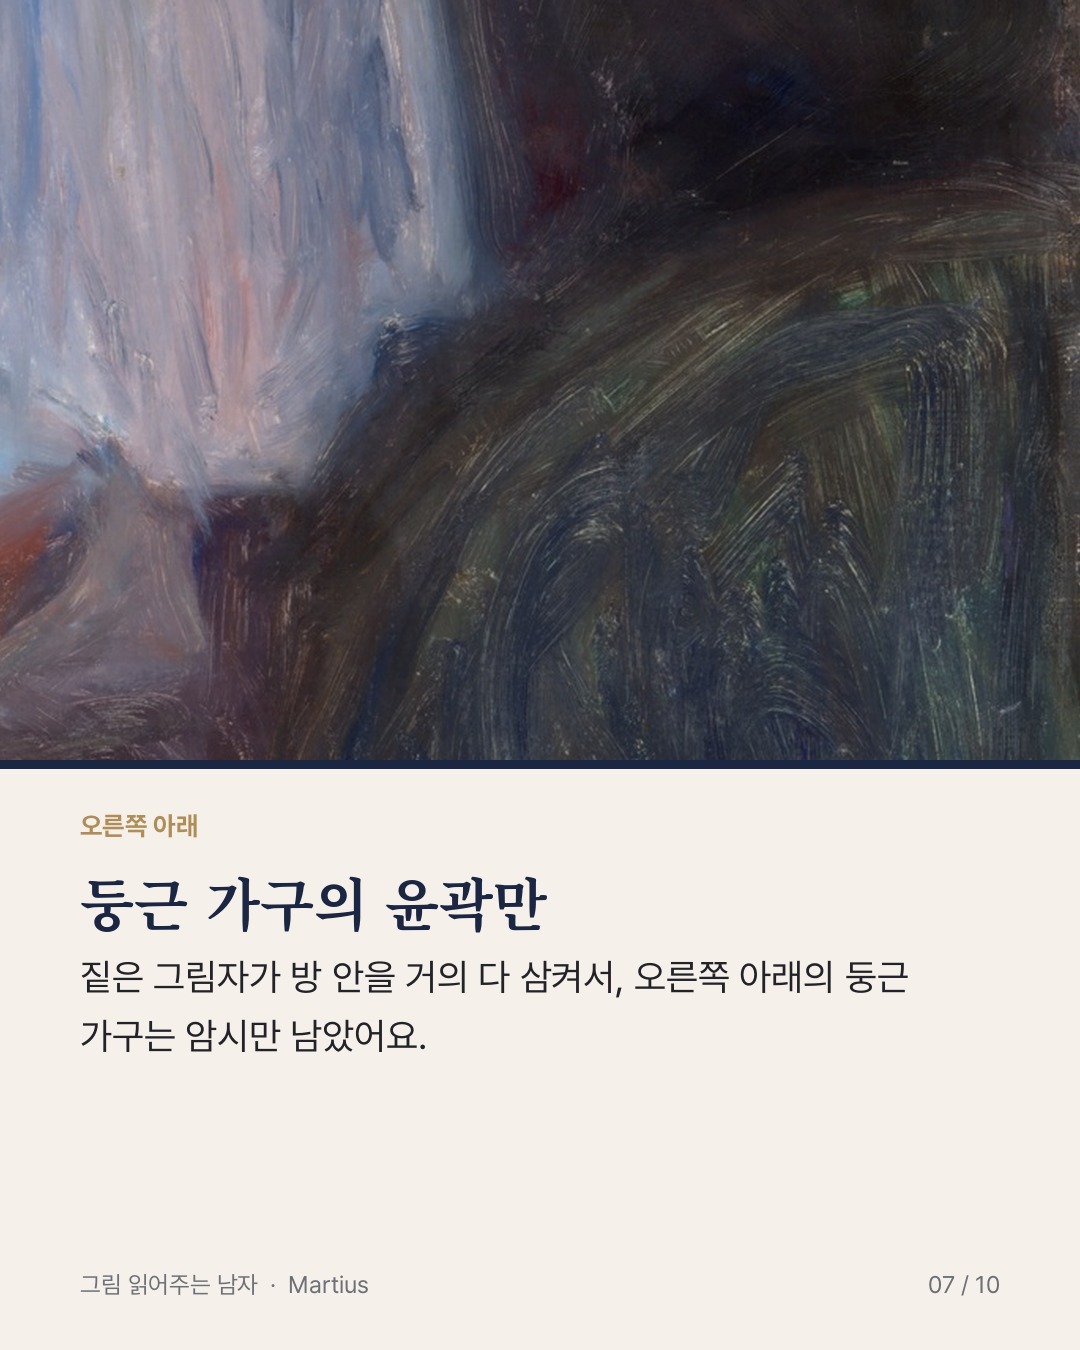 오른쪽 아래
둥근 가구의 윤곽만
짙은 그림자가 방 안을 거의 다 삼켜서, 오른쪽 아래의 둥근
가구는 암시만 남았어요.
그림 읽어주는 남자 · Martius
07 / 10